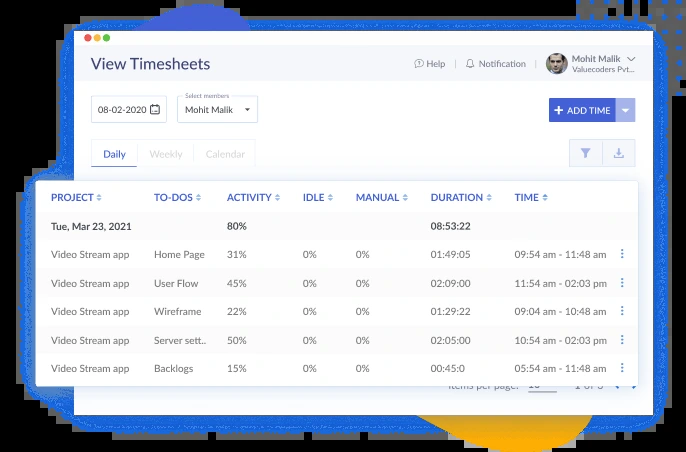 View Timesheets
Help
Notification
Mohit Malik
Valuecoders Pvt...
08-02-2020
Select members
Mohit Malik
+ ADD TIME
Daily
Weekly
Calendar
PROJECT TO-DOS ACTIVITY IDLE MANUAL DURATION TIME
Tue, Mar 23, 2021 80% 08:53:22
Video Stream app Home Page 31% 0% 0% 01:49:05 09:54 am - 11:48 am
Video Stream app User Flow 45% 0% 0% 02:09:00 11:54 am - 02:03 pm
Video Stream app Wireframe 22% 0% 0% 01:29:22 09:04 am - 10:48 am
Video Stream app Server sett.. 50% 0% 0% 02:05:00 10:54 am - 02:03 pm
Video Stream app Backlogs 15% 0% 0% 00:45:0 05:54 am - 11:48 am
Items per page: